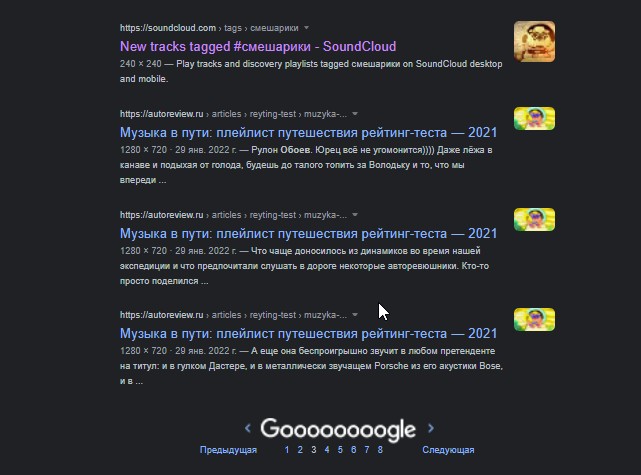 https://soundcloud.com › tags › смешарики
New tracks tagged #смешарики - SoundCloud
240 × 240 — Play tracks and discovery playlists tagged смешарики on SoundCloud desktop
and mobile.
https://autoreview.ru › articles › reyting-test › muzyka-...
Музыка в пути: плейлист путешествия рейтинг-теста — 2021
1280 × 720 · 29 янв. 2022 г. — Рулон Обоев. Юрец всё не угомонится)))) Даже лёжа в
канаве и подыхая от голода, будешь до талого топить за Володьку и то, что мы
впереди ...
https://autoreview.ru › articles › reyting-test › muzyka-...
Музыка в пути: плейлист путешествия рейтинг-теста — 2021
1280 × 720 · 29 янв. 2022 г. — Что чаще доносилось из динамиков во время нашей
экспедиции и что предпочитали слушать в дороге некоторые авторевюшники. Кто-то
просто поделился ...
https://autoreview.ru › articles › reyting-test › muzyka-...
Музыка в пути: плейлист путешествия рейтинг-теста — 2021
1280 × 720 · 29 янв. 2022 г. — А еще она беспроигрышно звучит в любом претенденте
на титул: и в гулком Дастере, и в металлически звучащем Porsche из его акустики Bose,
и в ...
‹ Goooooooogle ›
Предыдущая 1 2 3 4 5 6 7 8 Следующая